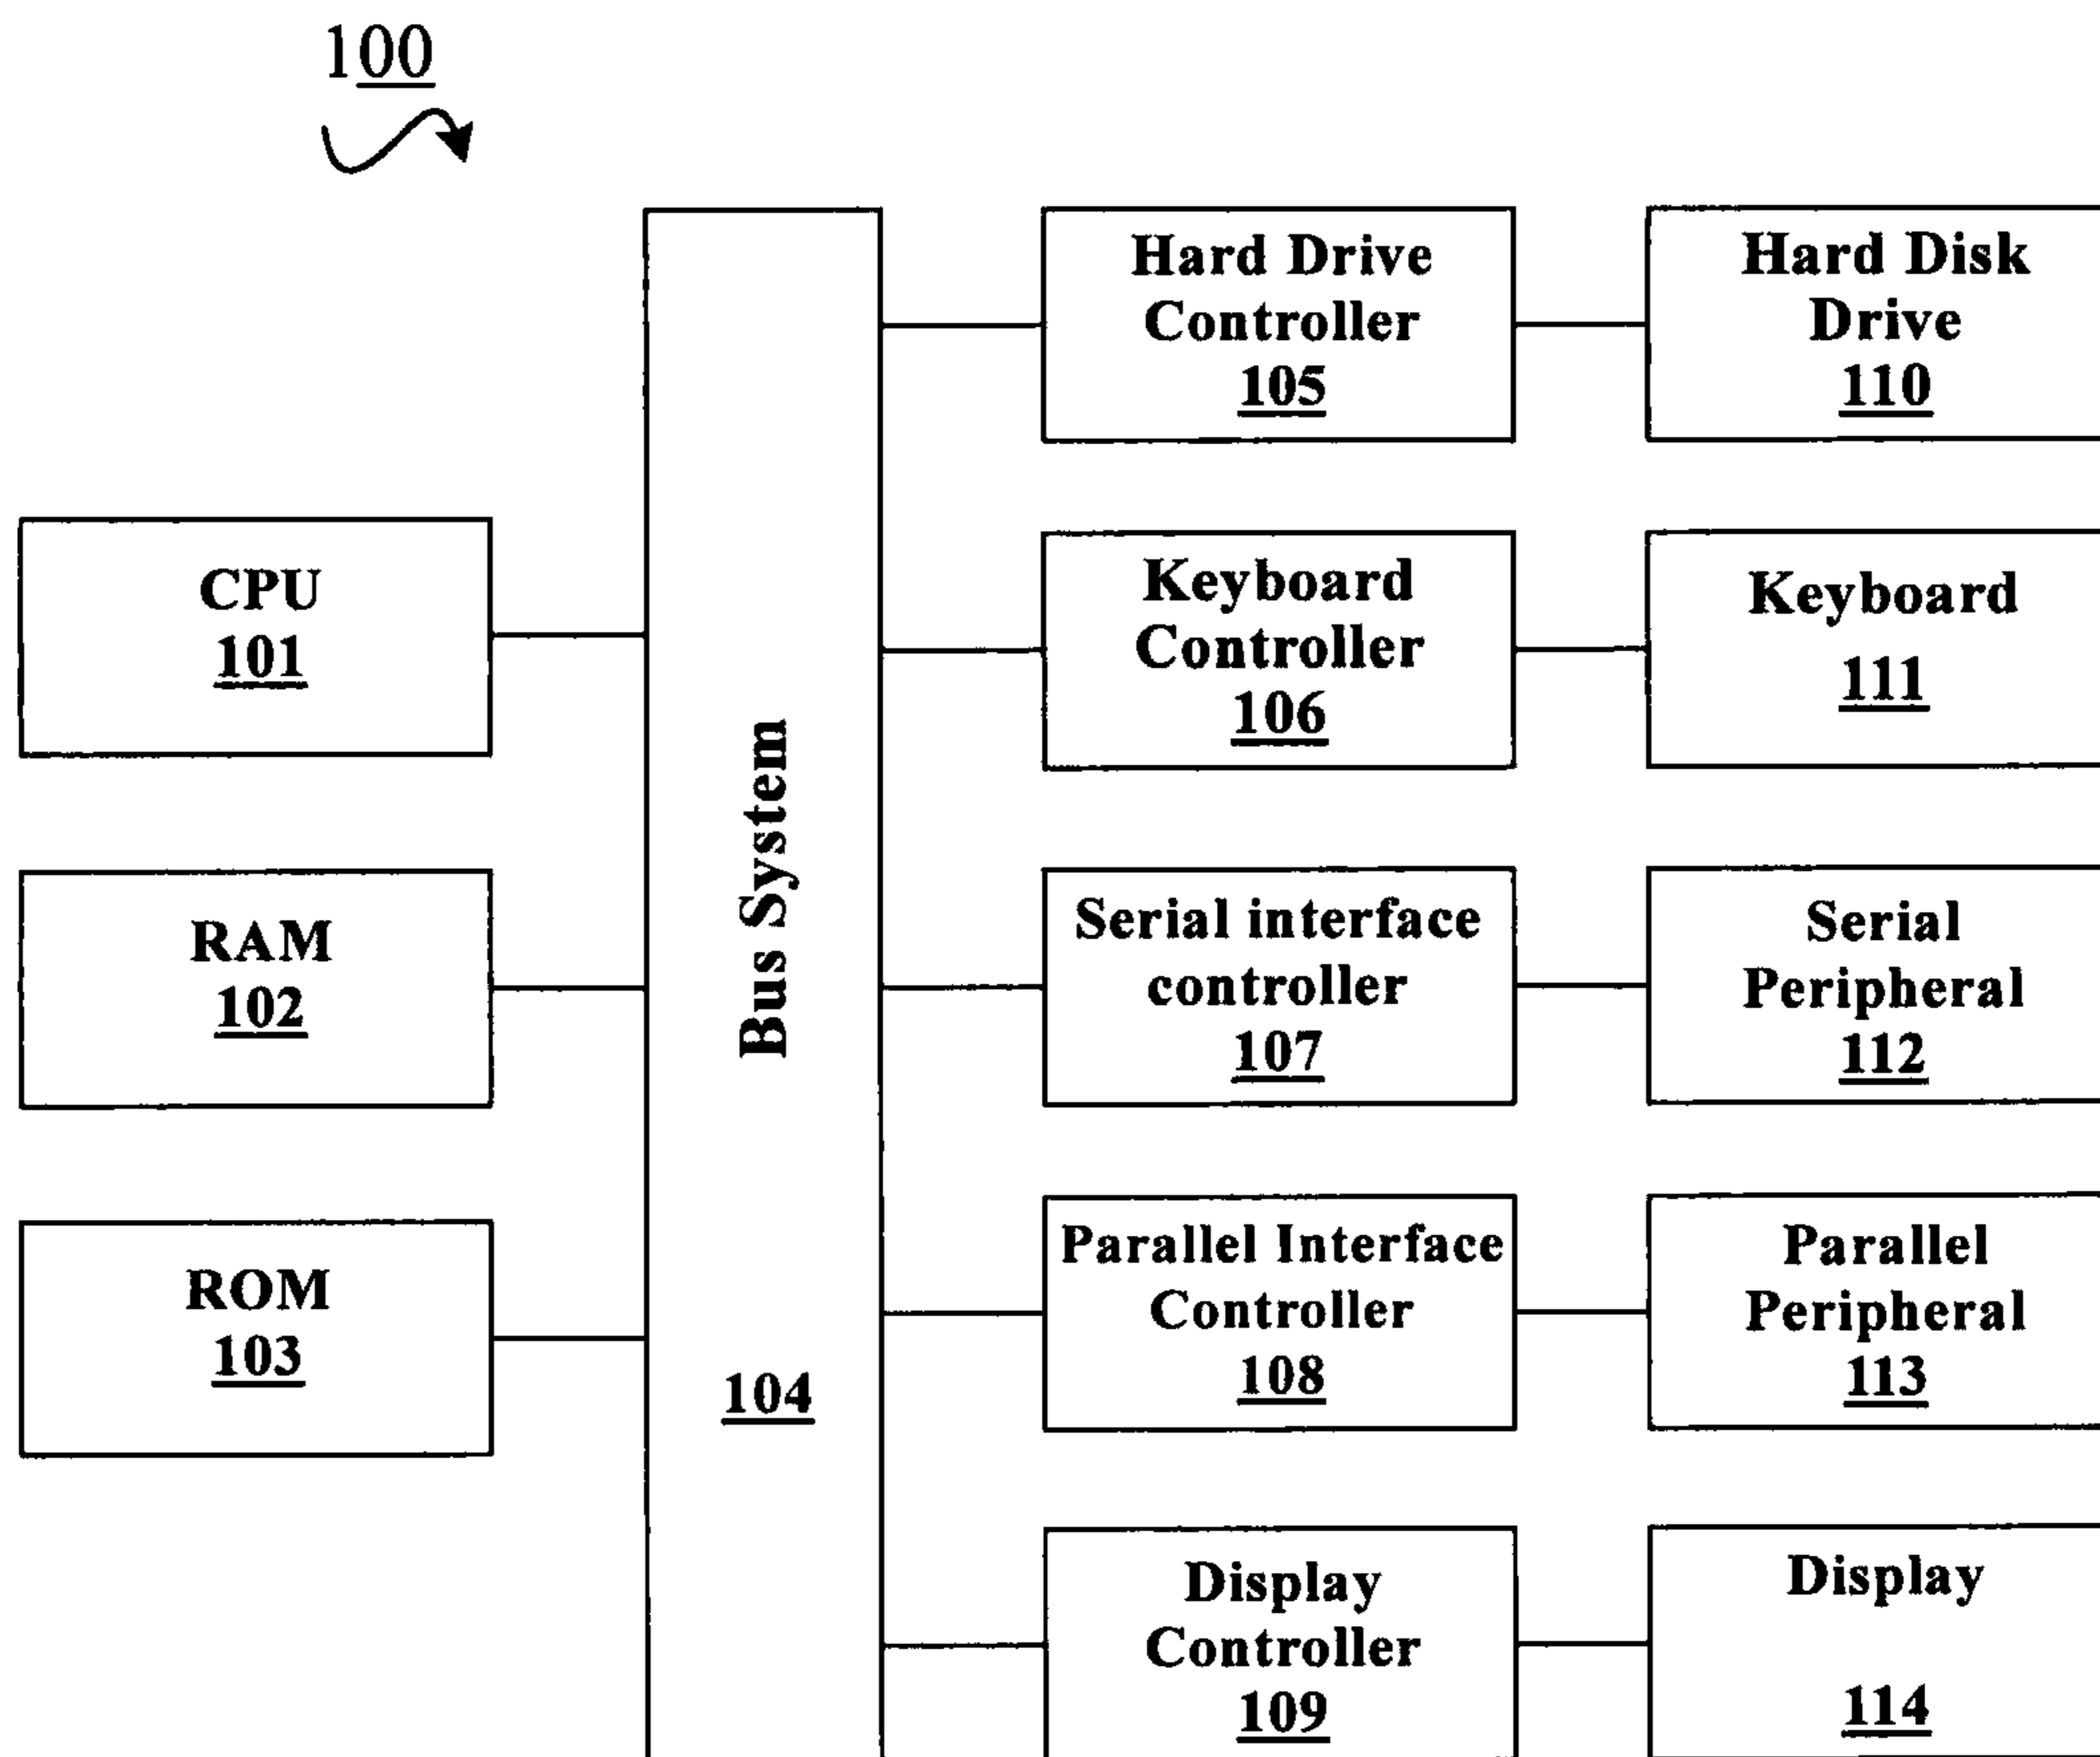 100
CPU
101
RAM
102
ROM
103
Bus System
104
Hard Drive
Controller
105
Hard Disk
Drive
110
Keyboard
Controller
106
Keyboard
111
Serial interface
controller
107
Serial
Peripheral
112
Parallel Interface
Controller
108
Parallel
Peripheral
113
Display
Controller
109
Display
114